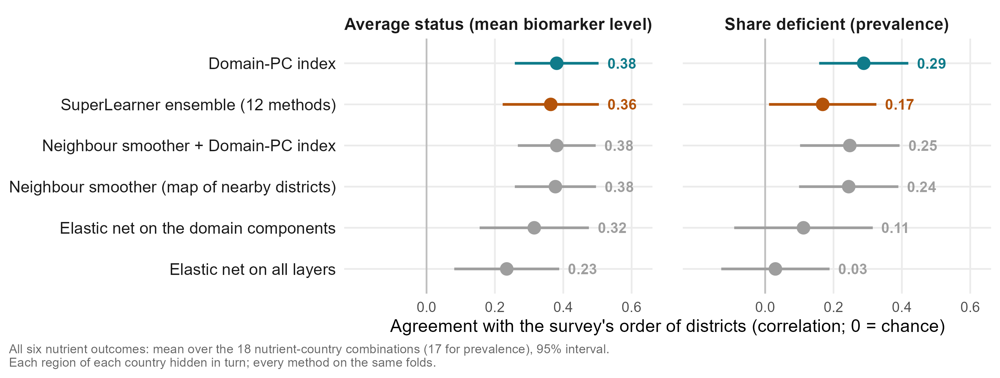 Average status (mean biomarker level)
Share deficient (prevalence)
Domain-PC index
0.38
0.29
SuperLearner ensemble (12 methods)
0.36
0.17
Neighbour smoother + Domain-PC index
0.38
0.25
Neighbour smoother (map of nearby districts)
0.38
0.24
Elastic net on the domain components
0.32
0.11
Elastic net on all layers
0.23
0.03
0.0 0.2 0.4 0.6
0.0 0.2 0.4 0.6
Agreement with the survey's order of districts (correlation; 0 = chance)
All six nutrient outcomes: mean over the 18 nutrient-country combinations (17 for prevalence), 95% interval.
Each region of each country hidden in turn; every method on the same folds.